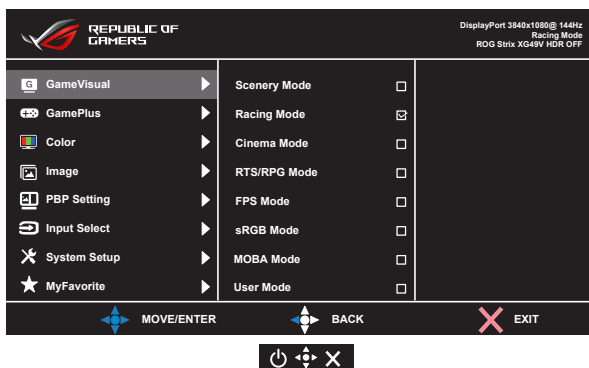 REPUBLIC OF
GAMERS
DisplayPort 3840x1080@ 144Hz
Racing Mode
ROG Strix XG49V HDR OFF
G GameVisual
GamePlus
Color
Image
PBP Setting
Input Select
System Setup
MyFavorite
Scenery Mode
Racing Mode
Cinema Mode
RTS/RPG Mode
FPS Mode
sRGB Mode
MOBA Mode
User Mode
MOVE/ENTER
BACK
EXIT